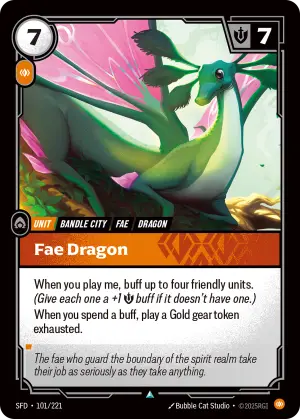 7
7
UNIT BANDLE CITY FAE DRAGON
Fae Dragon
When you play me, buff up to four friendly units.
(Give each one a +1 buff if it doesn't have one.)
When you spend a buff, play a Gold gear token
exhausted.
The fae who guard the boundary of the spirit realm take
their job as seriously as they take anything.
SFD • 101/221
Bubble Cat Studio • ©2025RGI